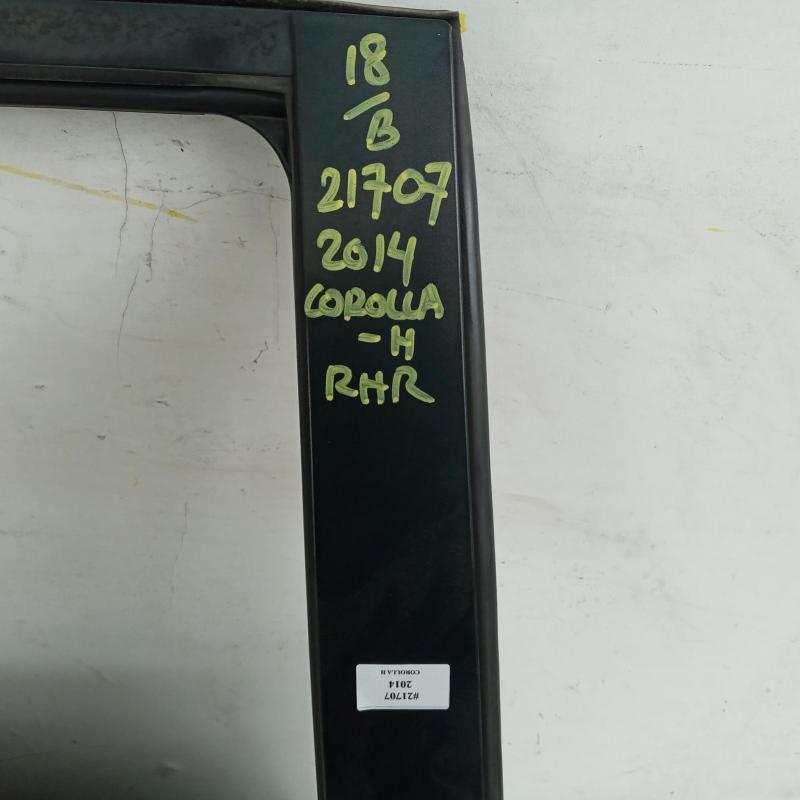 18
/B
21707
2014
COROLLA
-H
RHR
#21707
2014
COROLLA H